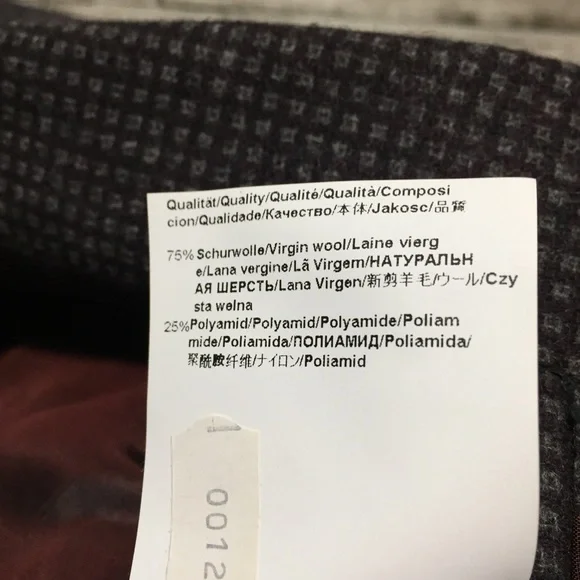 Qualität/Quality/Qualité/Qualità/Composi
cion/Qualidade/Качество/本体/Jakosc/品質
75% Schurwolle/Virgin wool/Laine vierg
e/Lana vergine/Lã Virgem/НАТУРАЛЬН
АЯ ШЕРСТЬ/Lana Virgen/新剪羊毛/ウール/Czy
sta welna
25%Polyamid/Polyamid/Polyamide/Poliam
mide/Poliamida/ПОЛИАМИД/Poliamida/
聚酰胺纤维/ナイロン/Poliamid
0012